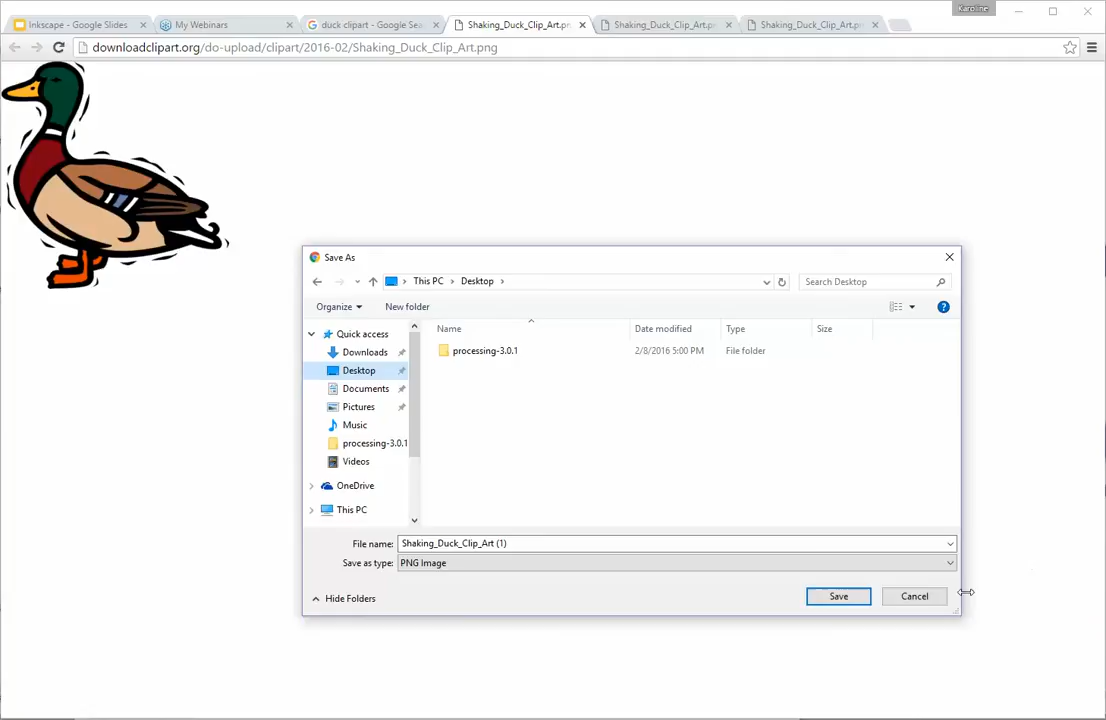 Karoline
Inkscape - Google Slides
My Webinars
duck clipart - Google Sea
Shaking_Duck_Clip_Art.pn
Shaking_Duck_Clip_Art.pn
Shaking_Duck_Clip_Art.pn
downloadclipart.org/do-upload/clipart/2016-02/Shaking_Duck_Clip_Art.png
Save As
This PC > Desktop >
Search Desktop
Organize
New folder
Name Date modified Type Size
Quick access
Downloads
Desktop
Documents
Pictures
Music
processing-3.0.1
Videos
OneDrive
This PC
processing-3.0.1 2/8/2016 5:00 PM File folder
File name: Shaking_Duck_Clip_Art (1)
Save as type: PNG Image
Hide Folders
Save
Cancel